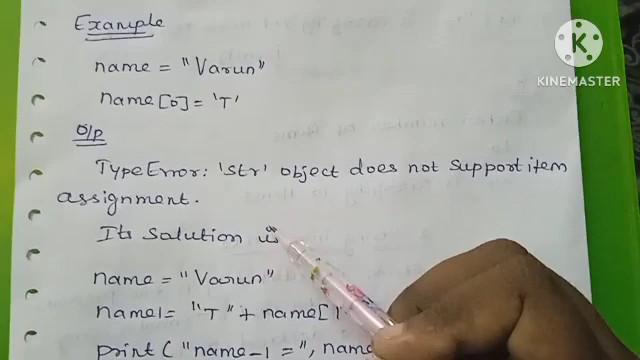 Example
name = "Varun"
name[0] = 'T'
O/p
TypeError: 'str' object does not support item
assignment.
Its solution is
name = "Varun"
name1= "T" + name[1
print( "name-1 =", name
K
KINEMASTER